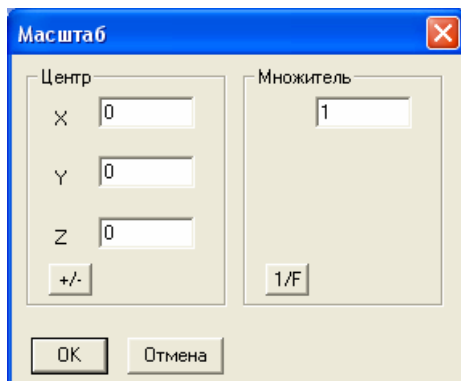 Масштаб
Центр Множитель
X 0 1
Y 0
Z 0
+/- 1/F
OK Отмена